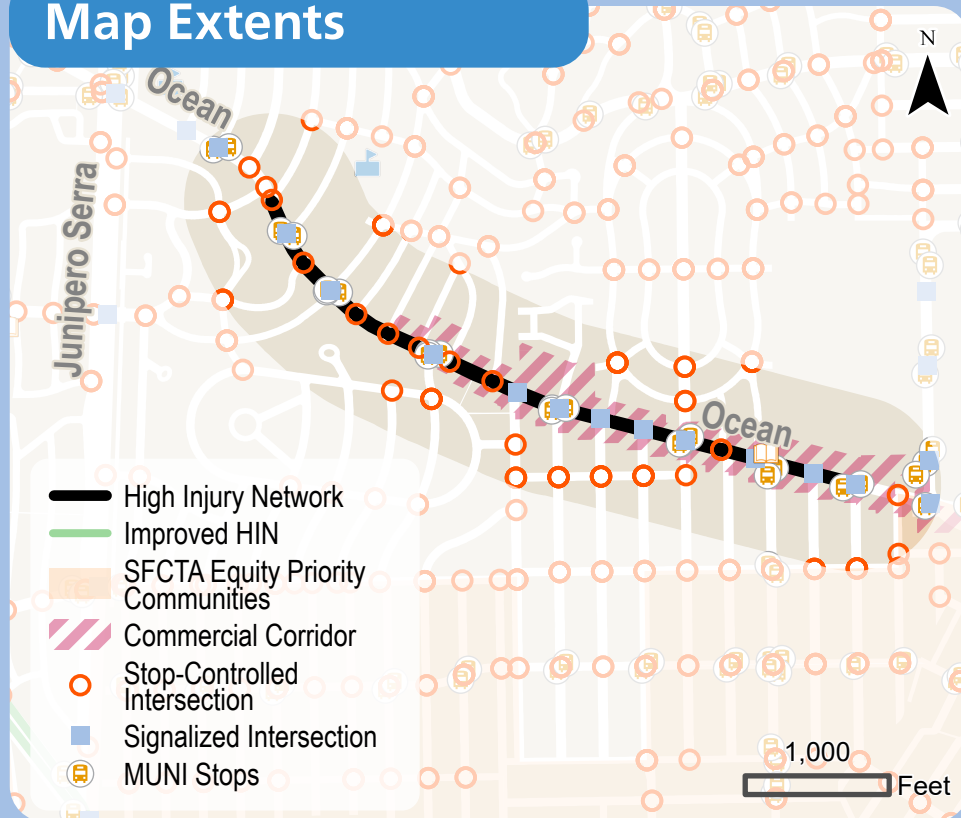 Map Extents
N
Ocean
Junipero Serra
Ocean
High Injury Network
Improved HIN
SFCTA Equity Priority
Communities
Commercial Corridor
Stop-Controlled
Intersection
Signalized Intersection
MUNI Stops
1,000
Feet